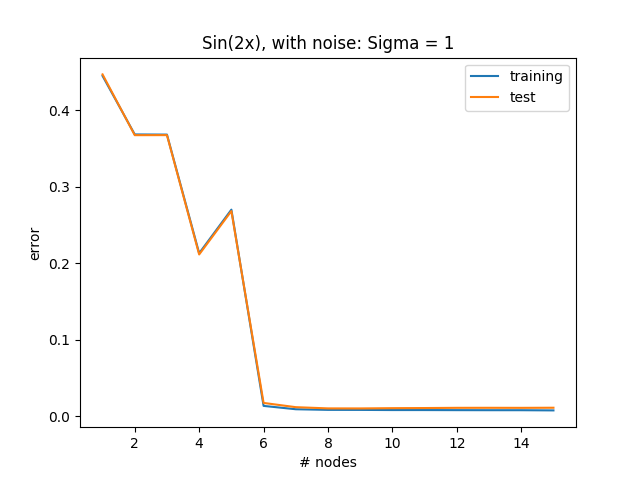 Sin(2x), with noise: Sigma = 1
training
test
error
0.4
0.3
0.2
0.1
0.0
2 4 6 8 10 12 14
# nodes